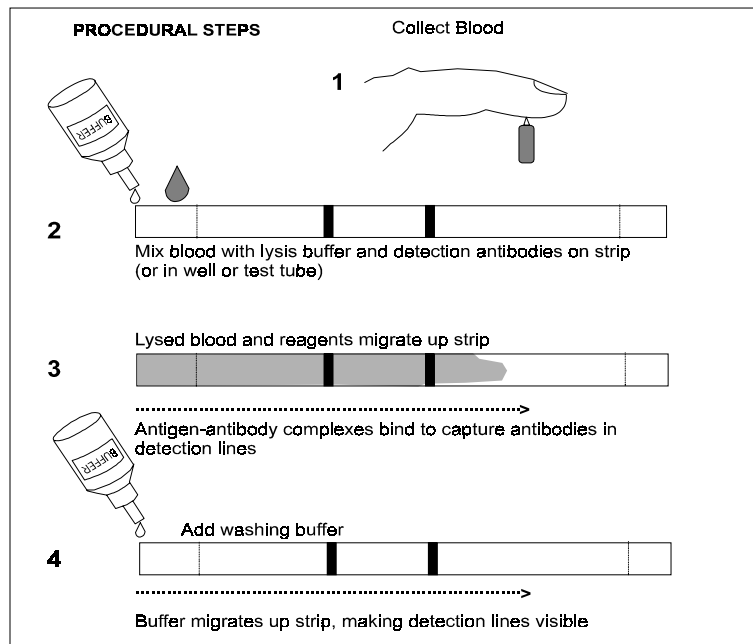 PROCEDURAL STEPS
Collect Blood
1
BUFFER
2
Mix blood with lysis buffer and detection antibodies on strip
(or in well or test tube)
Lysed blood and reagents migrate up strip
3
Antigen-antibody complexes bind to capture antibodies in
detection lines
BUFFER
Add washing buffer
4
Buffer migrates up strip, making detection lines visible